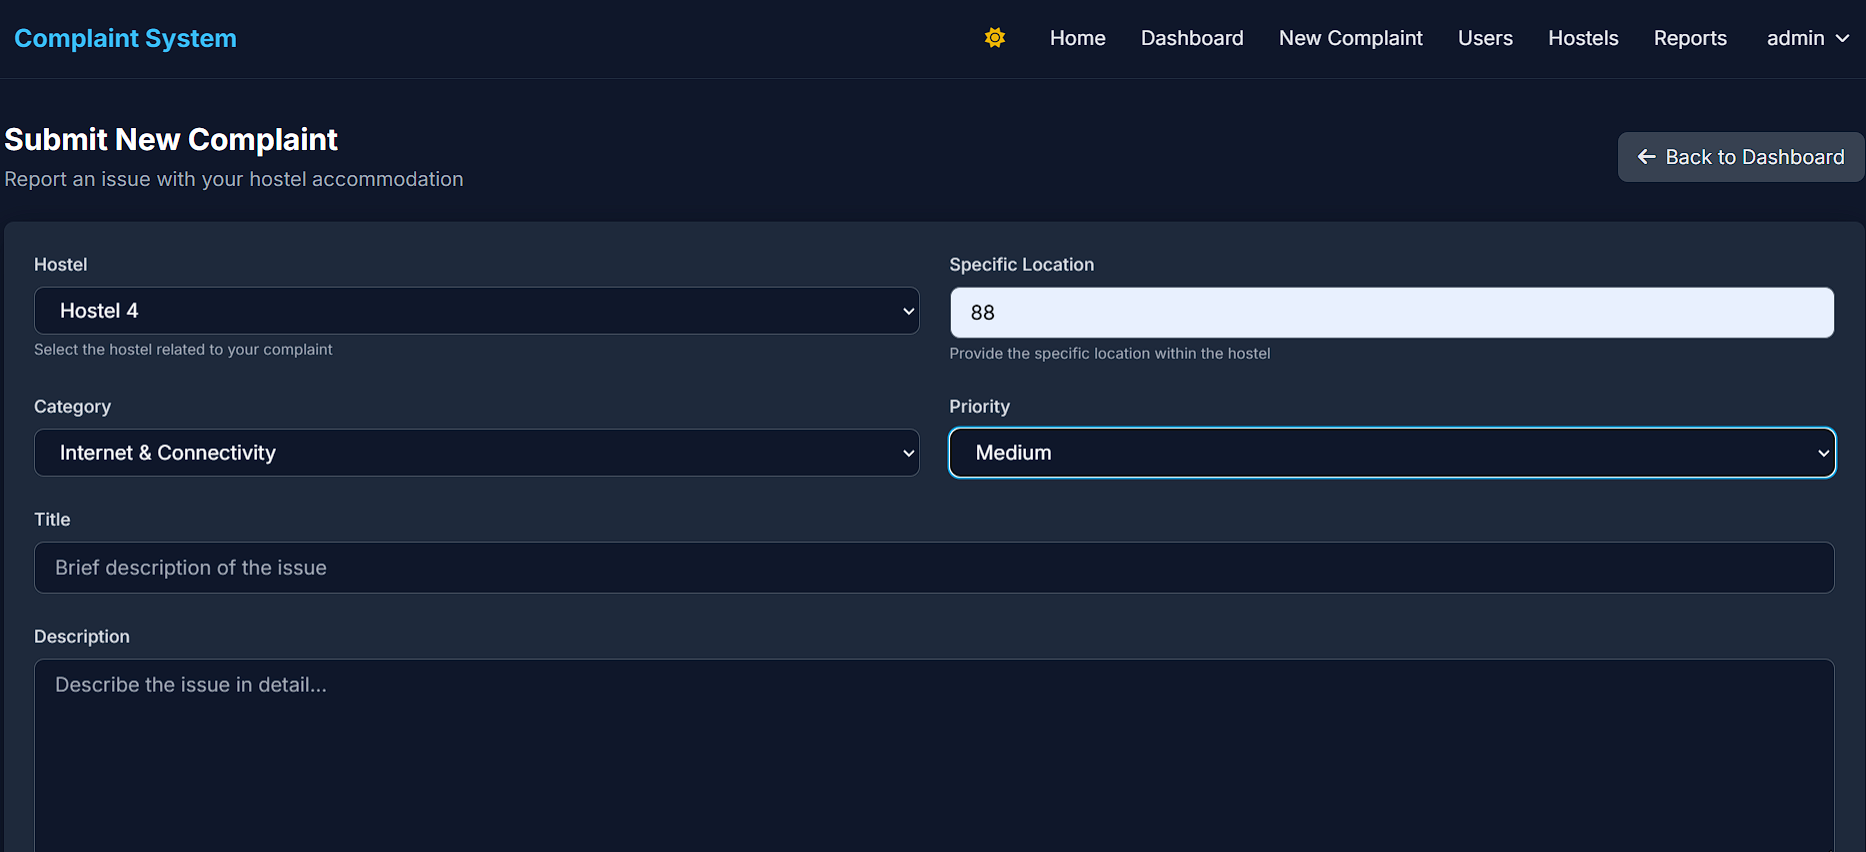 Complaint System
Home Dashboard New Complaint Users Hostels Reports admin
Submit New Complaint
Report an issue with your hostel accommodation
Back to Dashboard
Hostel
Hostel 4
Select the hostel related to your complaint
Specific Location
88
Provide the specific location within the hostel
Category
Internet & Connectivity
Priority
Medium
Title
Brief description of the issue
Description
Describe the issue in detail...